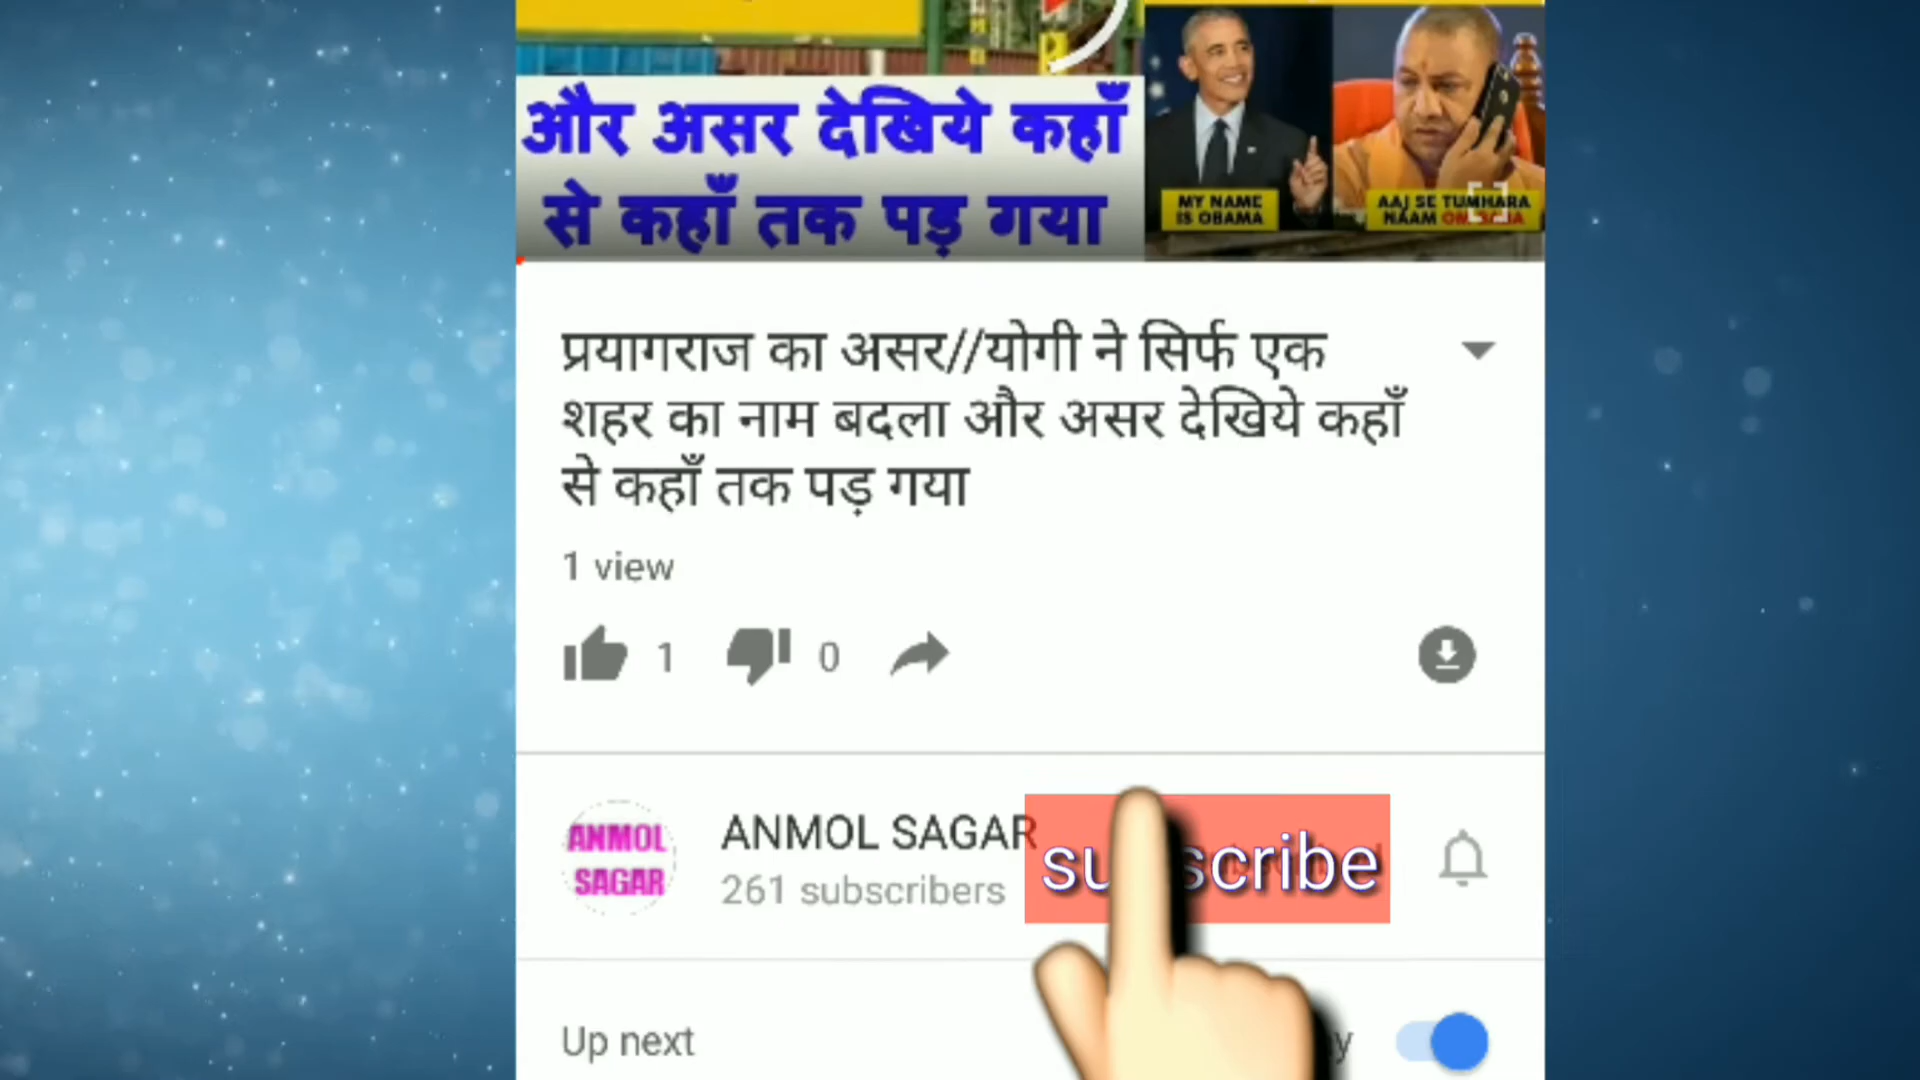 और असर देखिये कहाँ
से कहाँ तक पड़ गया
MY NAME
IS OBAMA
AAJ SE TUMHARA
NAAM
प्रयागराज का असर//योगी ने सिर्फ एक
शहर का नाम बदला और असर देखिये कहाँ
से कहाँ तक पड़ गया
1 view
1 0
ANMOL
SAGAR
ANMOL SAGAR
261 subscribers
subscribe
Up next